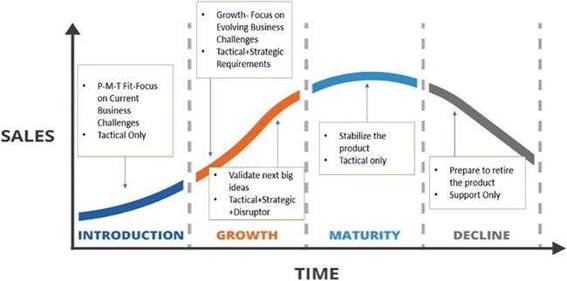 SALES
• P-M-T Fit-Focus
on Current
Business
Challenges
• Tactical Only
• Growth- Focus on
Evolving Business
Challenges
• Tactical+Strategic
Requirements
• Validate next big
ideas
• Tactical+Strategic
+Disruptor
• Stabilize the
product
• Tactical only
• Prepare to retire
the product
• Support Only
INTRODUCTION
GROWTH
MATURITY
DECLINE
TIME